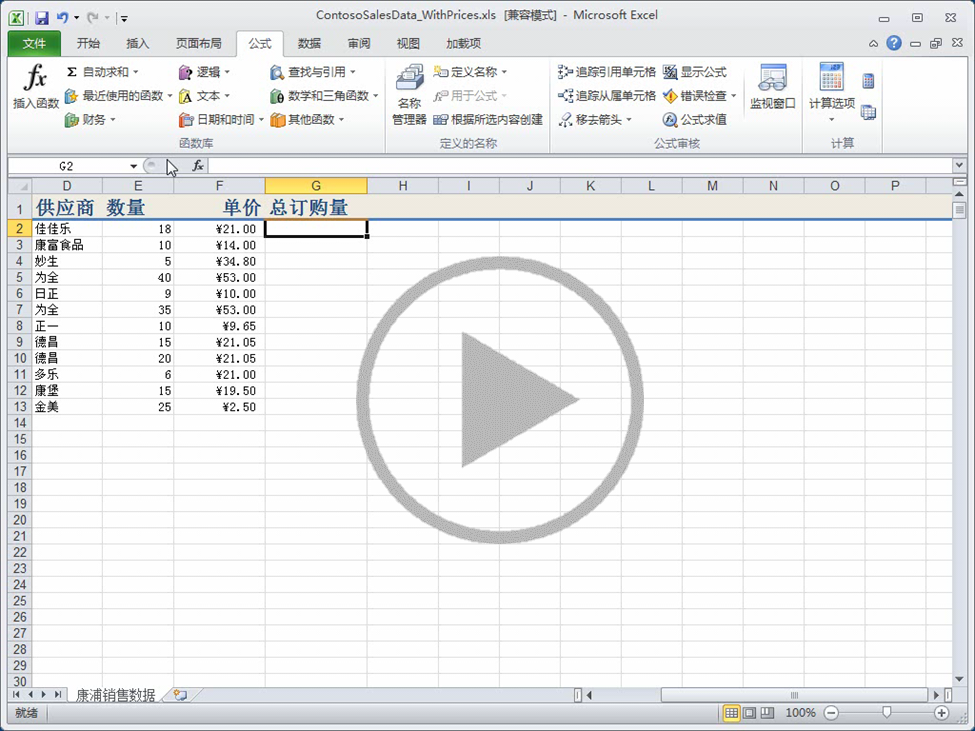 ContosoSalesData_WithPrices.xls [兼容模式] - Microsoft Excel
文件 开始 插入 页面布局 公式 数据 审阅 视图 加载项
fx 插入函数
Σ 自动求和 逻辑 查找与引用
最近使用的函数 文本 数学和三角函数
财务 日期和时间 其他函数
函数库
名称
管理器
定义名称
用于公式
根据所选内容创建
定义的名称
追踪引用单元格 显示公式
追踪从属单元格 错误检查
移去箭头 公式求值
监视窗口
公式审核
计算选项
计算
G2 fx
D E F G H I J K L M N O P
1 供应商 数量 单价 总订购量
2 佳佳乐 18 ¥21.00
3 康富食品 10 ¥14.00
4 妙生 5 ¥34.80
5 为全 40 ¥53.00
6 日正 9 ¥10.00
7 为全 35 ¥53.00
8 正一 10 ¥9.65
9 德昌 15 ¥21.05
10 德昌 20 ¥21.05
11 多乐 6 ¥21.00
12 康堡 15 ¥19.50
13 金美 25 ¥2.50
14
15
16
17
18
19
20
21
22
23
24
25
26
27
28
29
30
康浦销售数据
就绪 100%